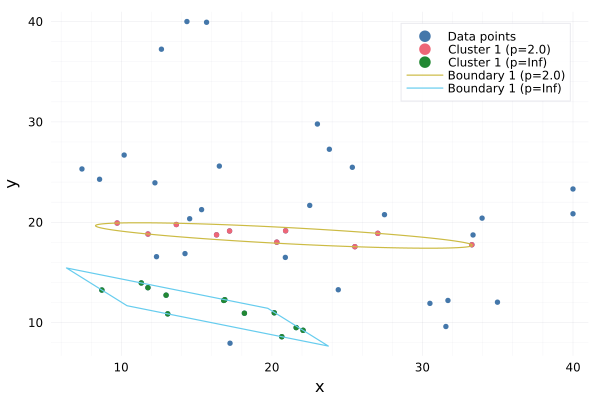 40
30
20
10
y
10
20
30
40
x
Data points
Cluster 1 (p=2.0)
Cluster 1 (p=Inf)
Boundary 1 (p=2.0)
Boundary 1 (p=Inf)